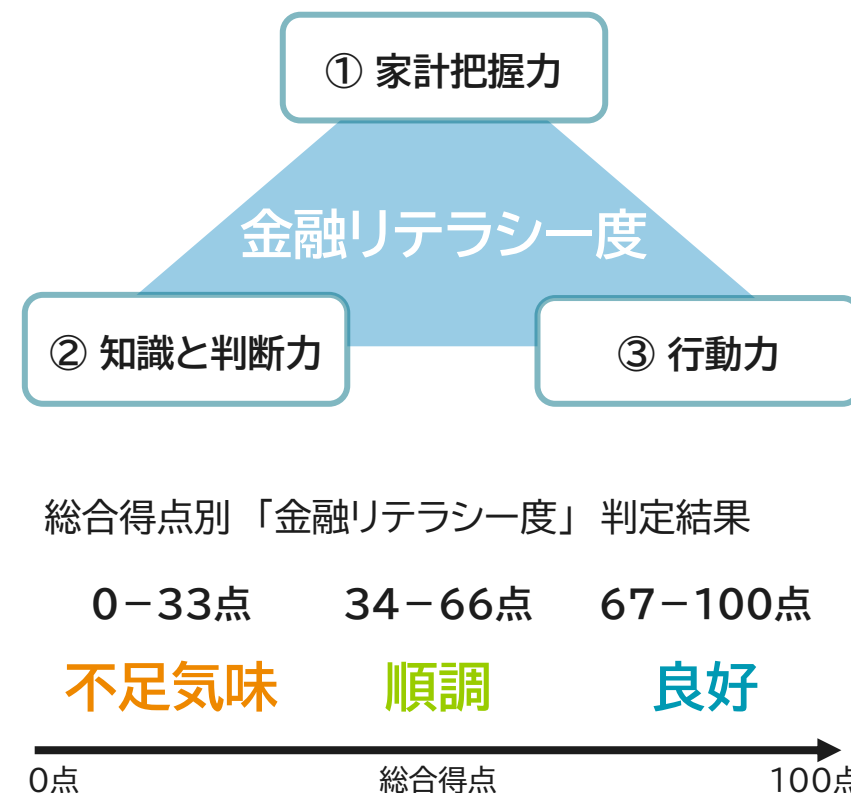 ① 家計把握力
金融リテラシー度
② 知識と判断力
③ 行動力
総合得点別「金融リテラシー度」判定結果
0－33点 34－66点 67－100点
不足気味 順調 良好
0点 総合得点 100点